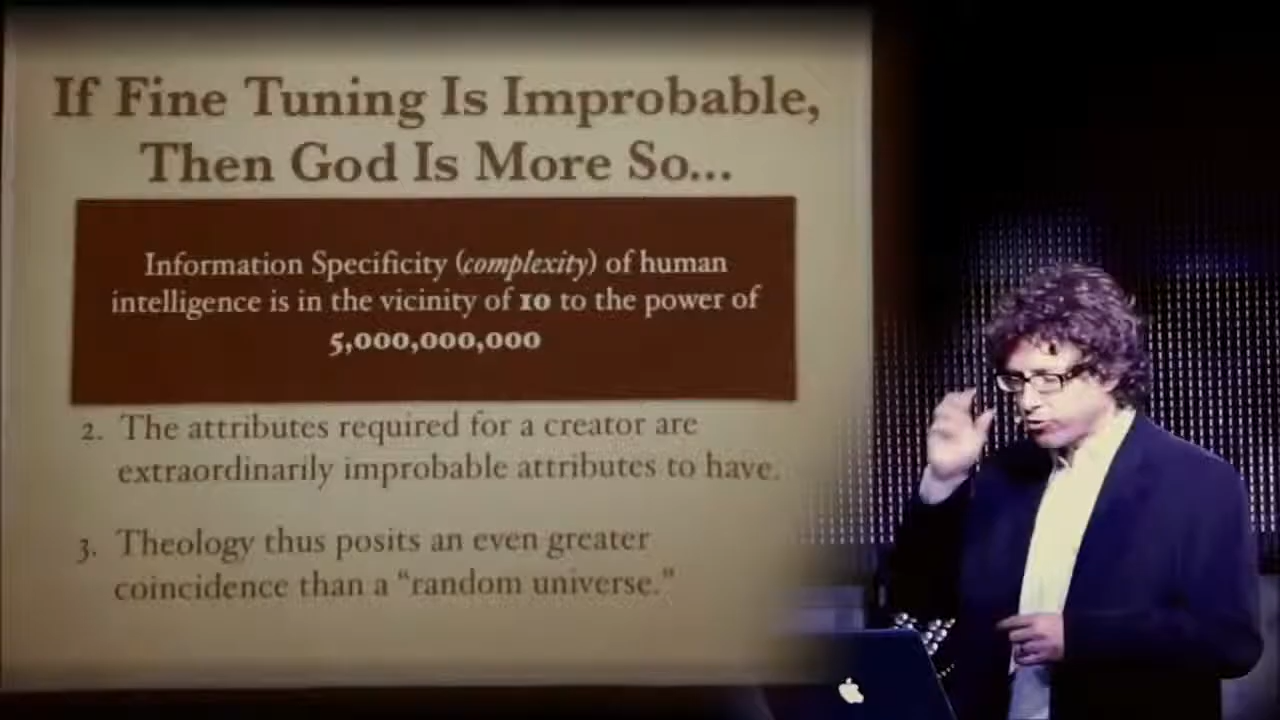 If Fine Tuning Is Improbable,
Then God Is More So...
Information Specificity (complexity) of human
intelligence is in the vicinity of 10 to the power of
5,000,000,000
2. The attributes required for a creator are
extraordinarily improbable attributes to have.
3. Theology thus posits an even greater
coincidence than a “random universe.”